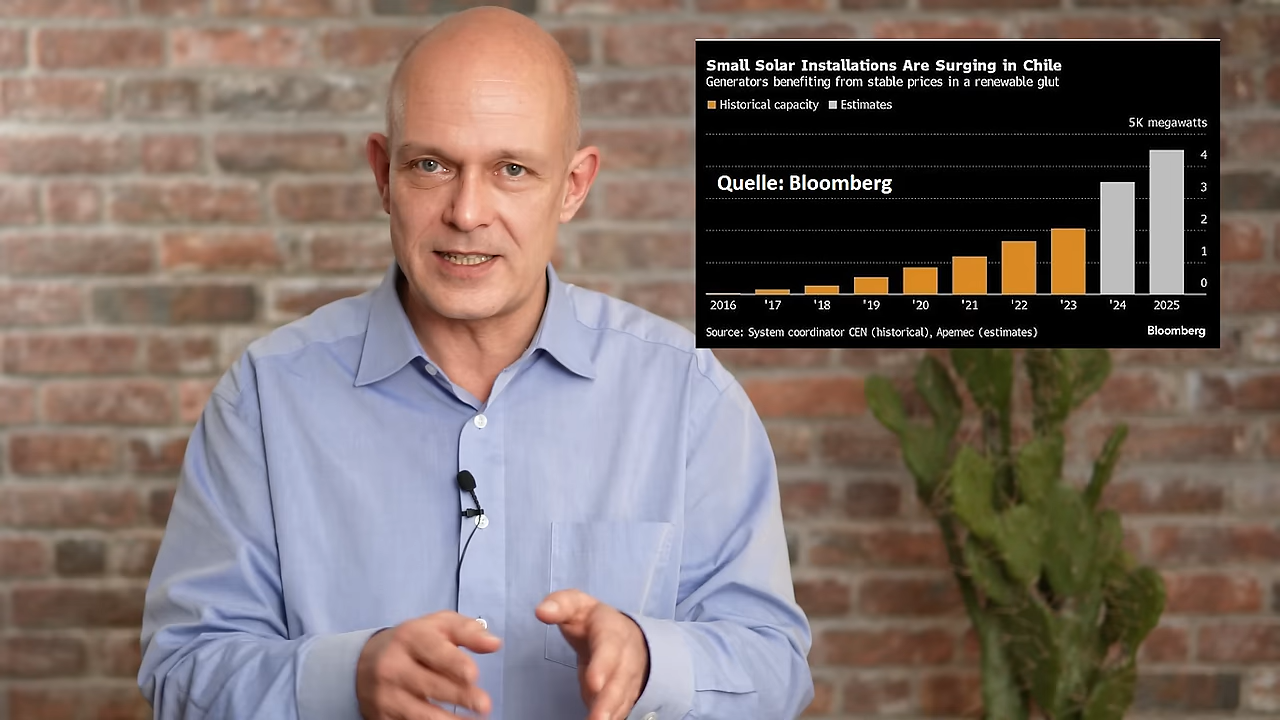 Small Solar Installations Are Surging in Chile
Generators benefiting from stable prices in a renewable glut
Historical capacity Estimates
5K megawatts
4
Quelle: Bloomberg
3
2
1
0
2016 '17 '18 '19 '20 '21 '22 '23 '24 2025
Source: System coordinator CEN (historical), Apemec (estimates) Bloomberg